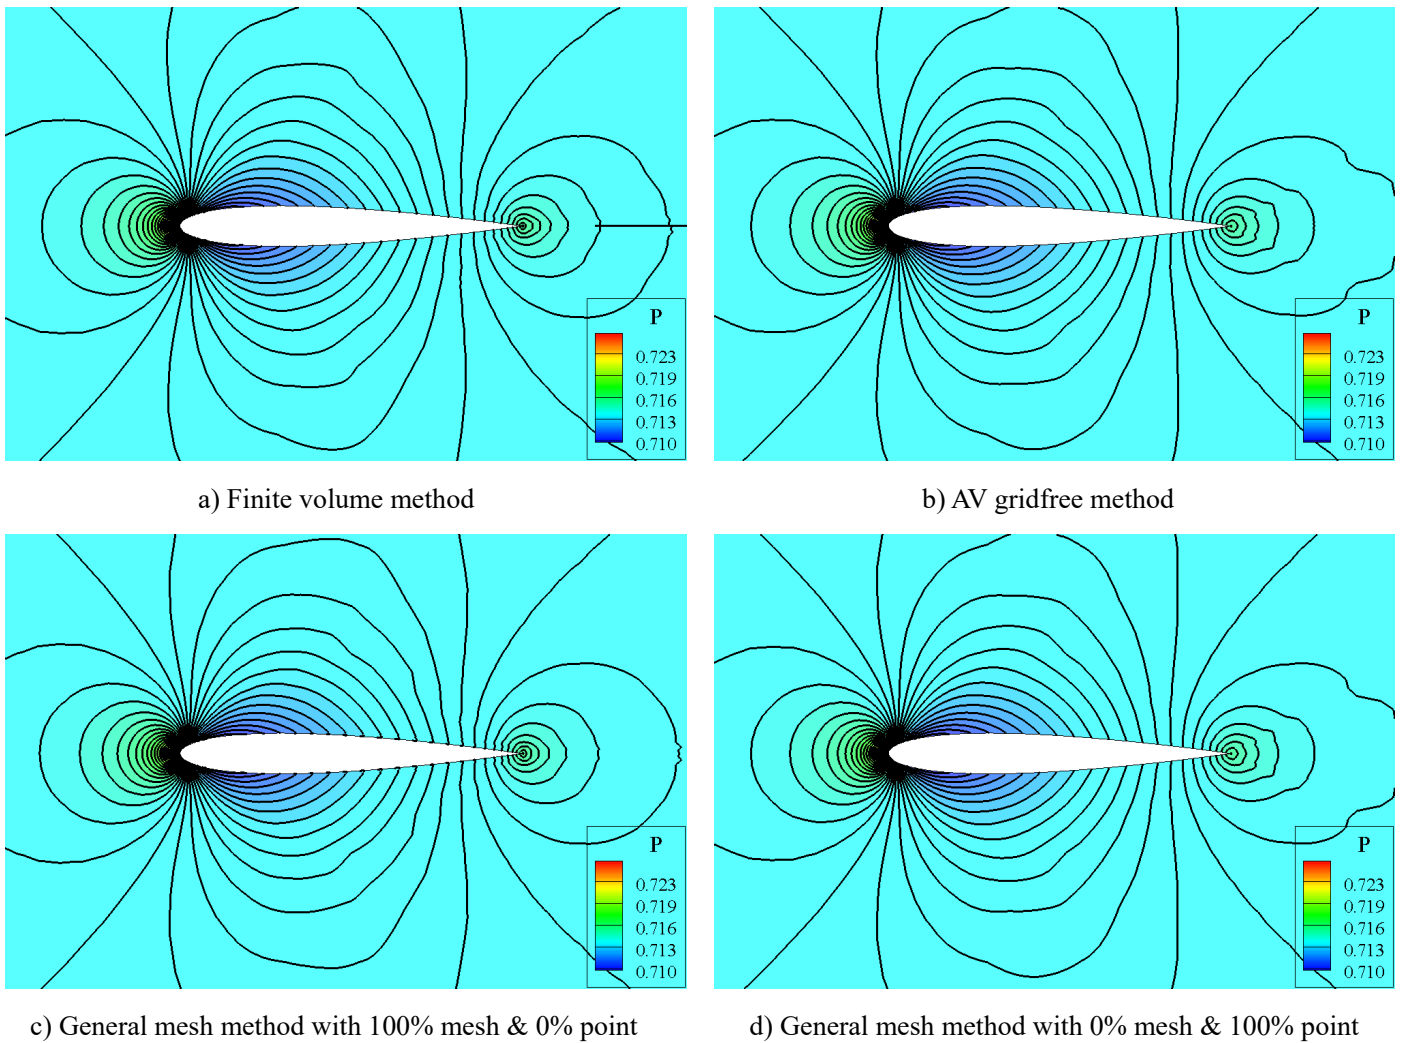 P
0.723
0.719
0.716
0.713
0.710
P
0.723
0.719
0.716
0.713
0.710
a) Finite volume method
b) AV gridfree method
P
0.723
0.719
0.716
0.713
0.710
P
0.723
0.719
0.716
0.713
0.710
c) General mesh method with 100% mesh & 0% point
d) General mesh method with 0% mesh & 100% point